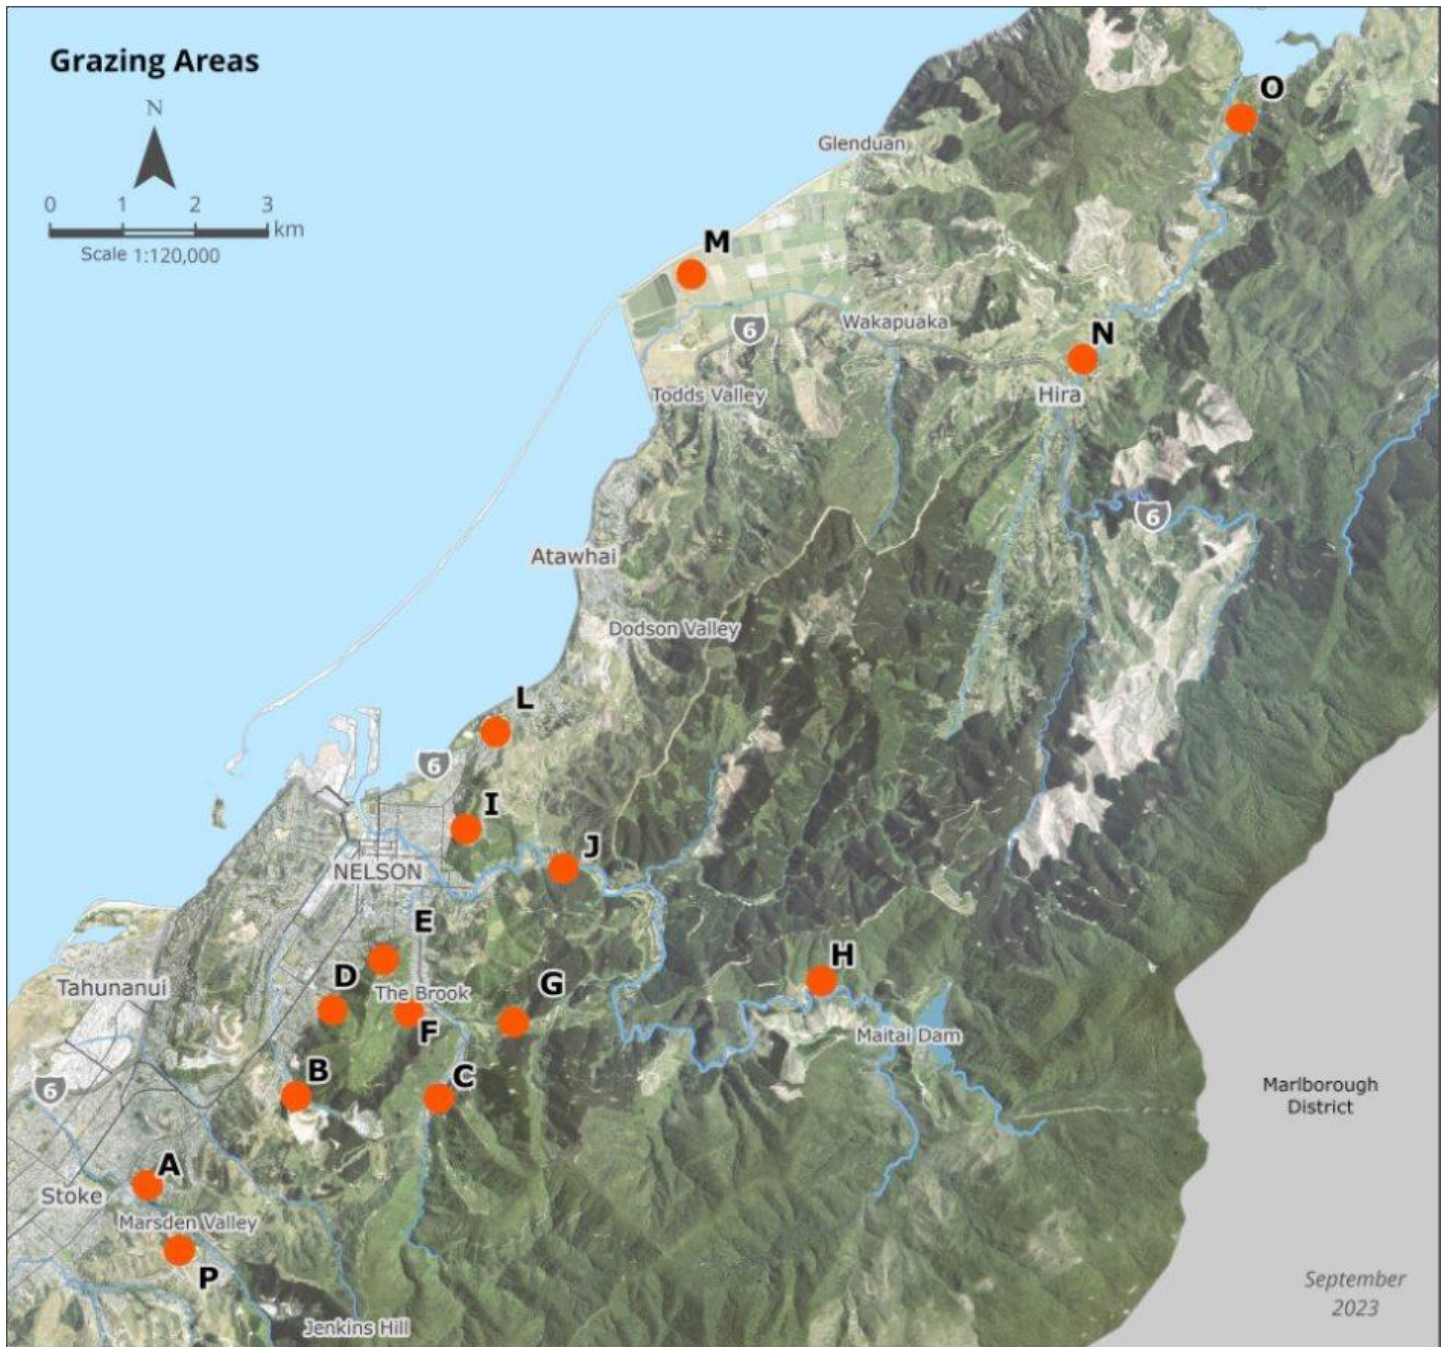 Grazing Areas
N
0 1 2 3 km
Scale 1:120,000
O
Glenduan
M
6
Wakapuaka
N
Todds Valley
Hira
6
Atawhai
Dodson Valley
L
6
I
J
NELSON
E
D
H
Tahunanui
The Brook
G
F
Maitai Dam
B
C
6
Marlborough
District
A
Stoke
Marsden Valley
P
September
2023
Jenkins Hill